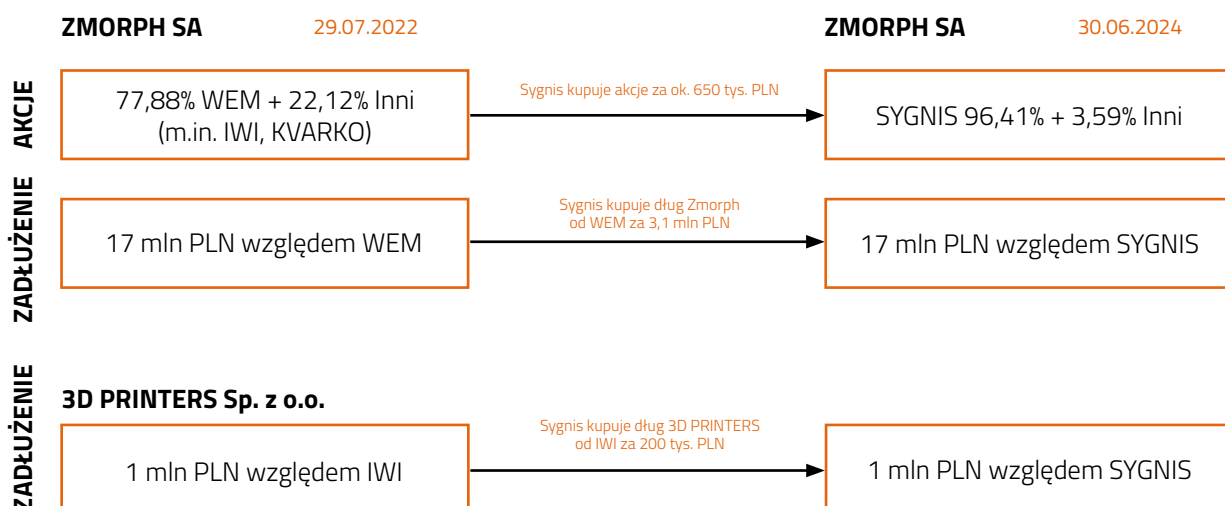 ZMORPH SA 29.07.2022 ZMORPH SA 30.06.2024
AKCJE
77,88% WEM + 22,12% Inni
(m.in. IWI, KVARKO)
Sygnis kupuje akcje za ok. 650 tys. PLN
SYGNIS 96,41% + 3,59% Inni
ZADŁUŻENIE
17 mln PLN względem WEM
Sygnis kupuje dług Zmorph
od WEM za 3,1 mln PLN
17 mln PLN względem SYGNIS
ZADŁUŻENIE
3D PRINTERS Sp. z o.o.
1 mln PLN względem IWI
Sygnis kupuje dług 3D PRINTERS
od IWI za 200 tys. PLN
1 mln PLN względem SYGNIS